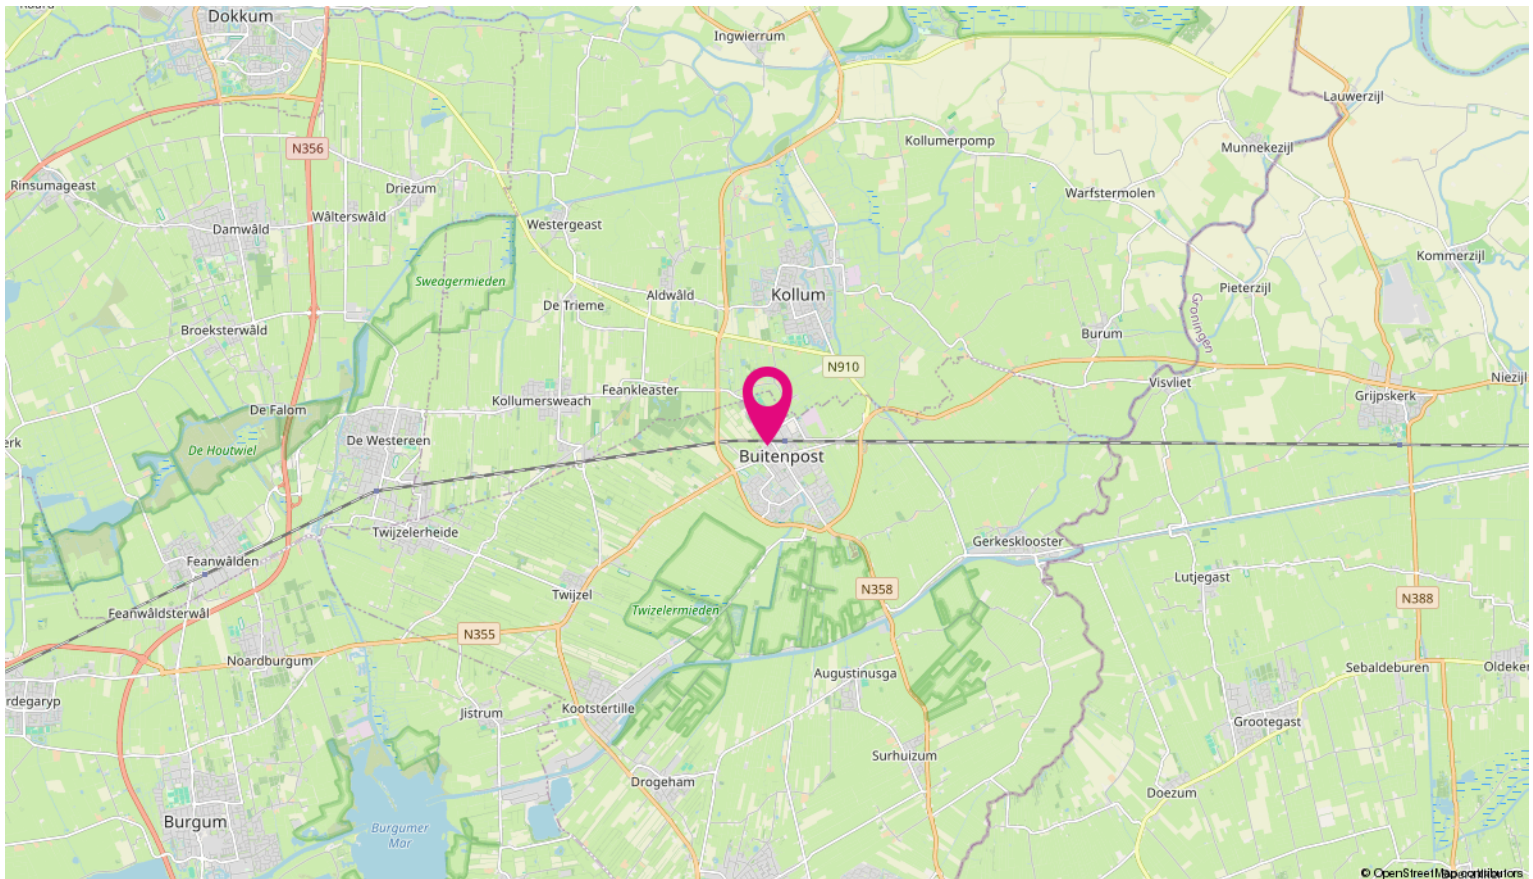 Dokkum
Ingwierrum
Lauwerzijl
N356
Kollumerpomp
Munnekezijl
Rinsumageast
Driezum
Warfstermolen
Wâlterswâld
Damwâld
Westergeast
Kommerzijl
Sweagermieden
Pieterzijl
Aldwâld
Kollum
De Trieme
Groningen
Broeksterwâld
Burum
N910
Niezijl
Visvliet
Feankleaster
Grijpskerk
Kollumersweach
De Falom
De Westereen
erk
De Houtwiel
Buitenpost
Twijzelerheide
Gerkesklooster
Feanwâlden
Lutjegast
N358
Twijzel
N388
Feanwâldsterwâl
Twizelermieden
N355
Noardburgum
Augustinusga
Sebaldeburen
Oldeker
rdegaryp
Jistrum
Kootstertille
Grootegast
Surhuizum
Drogeham
Doezum
Burgum
Burgumer
Mar
© OpenStreetMap contributors